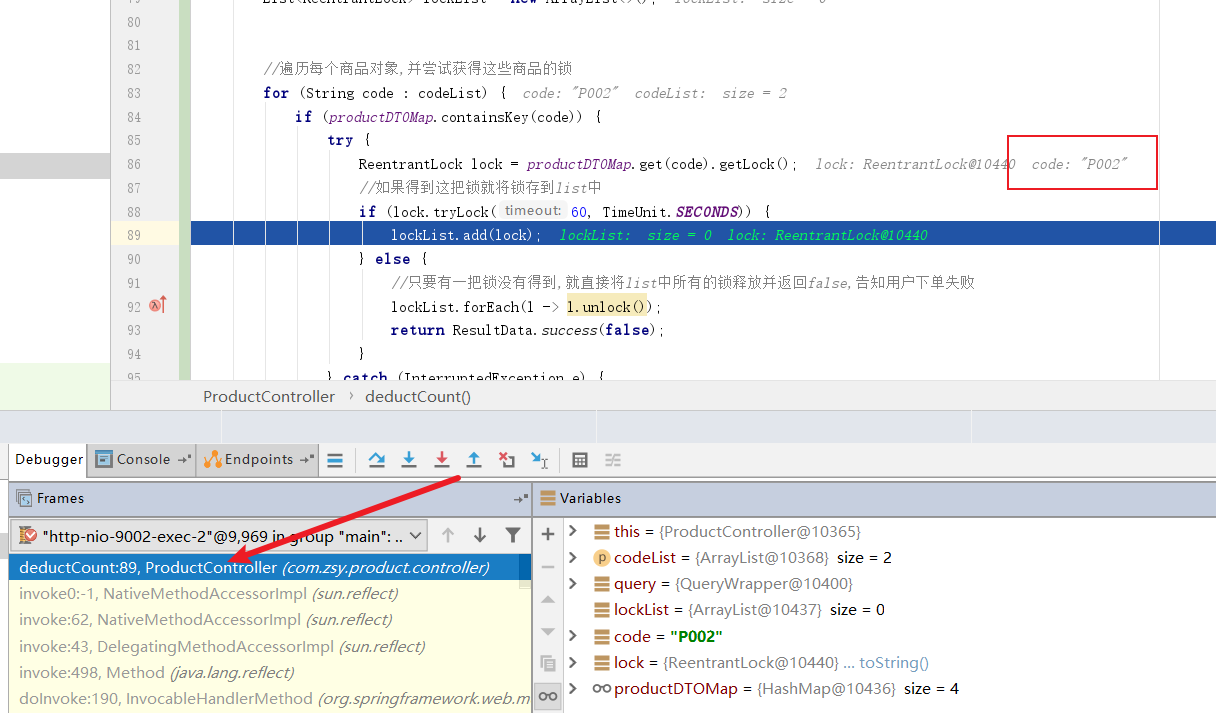 79 List<ReentrantLock> lockList = new ArrayList<>(); lockList: size = 0
80
81
82 //遍历每个商品对象,并尝试获得这些商品的锁
83 for (String code : codeList) { code: "P002" codeList: size = 2
84 if (productDTOMap.containsKey(code)) {
85 try {
86 ReentrantLock lock = productDTOMap.get(code).getLock(); lock: ReentrantLock@10440 code: "P002"
87 //如果得到这把锁就将锁存到list中
88 if (lock.tryLock( timeout: 60, TimeUnit.SECONDS)) {
89 lockList.add(lock); lockList: size = 0 lock: ReentrantLock@10440
90 } else {
91 //只要有一把锁没有得到,就直接将list中所有的锁释放并返回false,告知用户下单失败
92 lockList.forEach(l -> l.unlock());
93 return ResultData.success(false);
94 }
95 } catch (InterruptedException e) {
ProductController › deductCount()
Debugger Console Endpoints
Frames
"http-nio-9002-exec-2"@9,969 in group "main": ..
deductCount:89, ProductController (com.zsy.product.controller)
invoke0:-1, NativeMethodAccessorImpl (sun.reflect)
invoke:62, NativeMethodAccessorImpl (sun.reflect)
invoke:43, DelegatingMethodAccessorImpl (sun.reflect)
invoke:498, Method (java.lang.reflect)
doInvoke:190, InvocableHandlerMethod (org.springframework.web.m
Variables
this = {ProductController@10365}
codeList = {ArrayList@10368} size = 2
query = {QueryWrapper@10400}
lockList = {ArrayList@10437} size = 0
code = "P002"
lock = {ReentrantLock@10440} ... toString()
productDTOMap = {HashMap@10436} size = 4